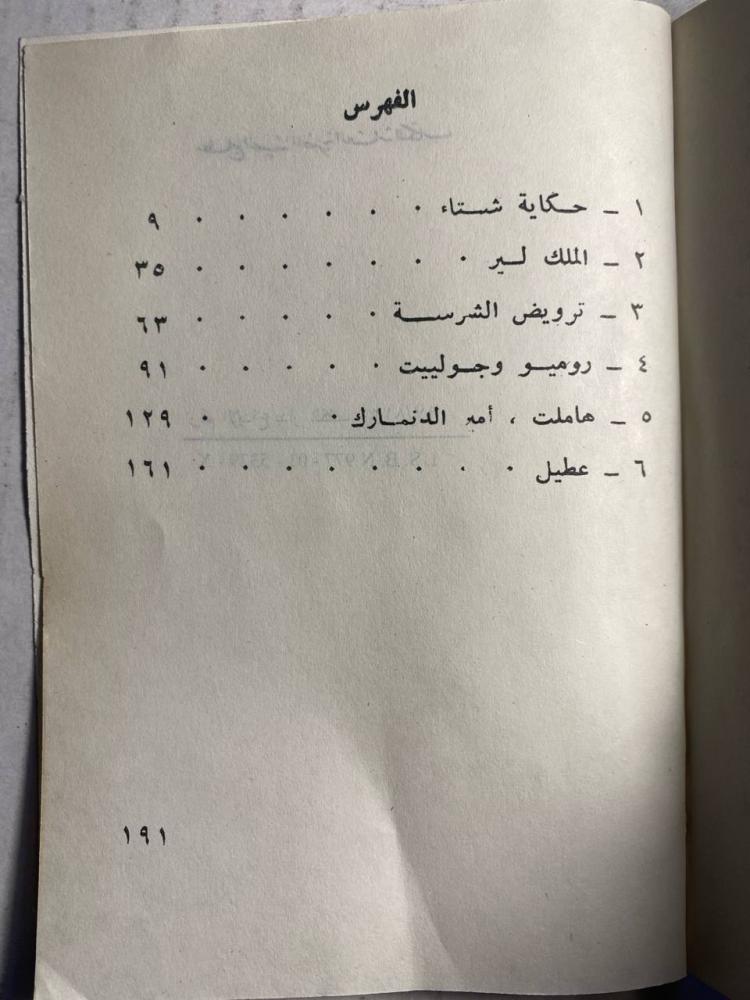 الفهرس
١ - حكاية شتاء . . . . . . ٩
٢ - الملك لير . . . . . . . ٣٥
٣ - ترويض الشرسة . . . . . ٦٣
٤ - روميو وجولييت . . . . . ٩١
٥ - هاملت ، أمير الدنمارك . . ١٢٩
٦ - عطيل . . . . . . . . ١٦١
١٩١